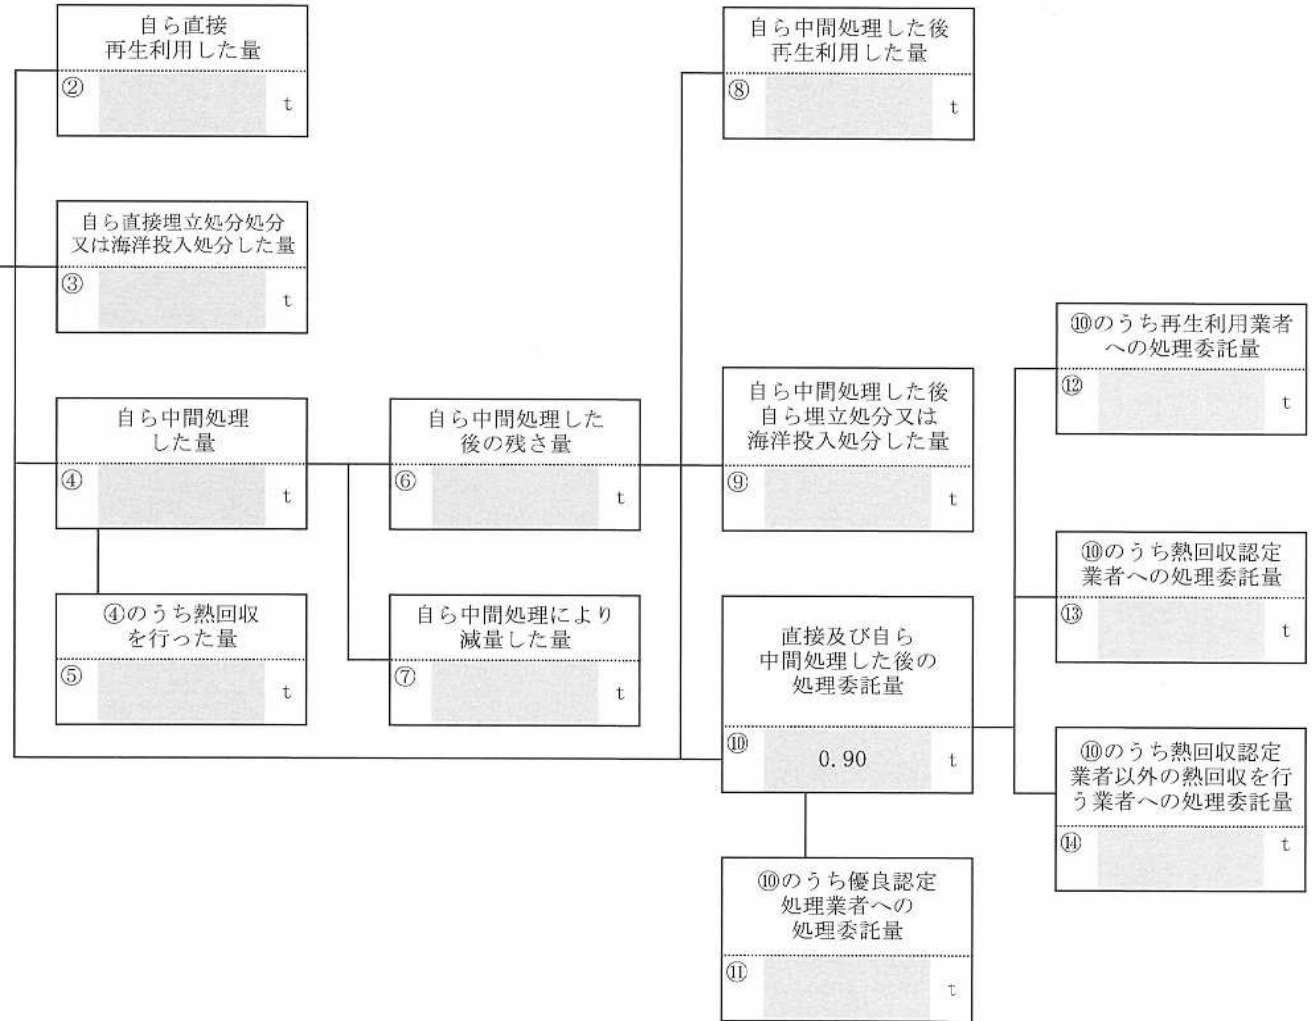 自ら直接
再生利用した量
② t
自ら直接埋立処分処分
又は海洋投入処分した量
③ t
自ら中間処理
した量
④ t
④のうち熱回収
を行った量
⑤ t
自ら中間処理した
後の残さ量
⑥ t
自ら中間処理により
減量した量
⑦ t
自ら中間処理した後
再生利用した量
⑧ t
自ら中間処理した後
自ら埋立処分又は
海洋投入処分した量
⑨ t
直接及び自ら
中間処理した後の
処理委託量
⑩ 0.90 t
⑩のうち優良認定
処理業者への
処理委託量
⑪ t
⑩のうち再生利用業者
への処理委託量
⑫ t
⑩のうち熱回収認定
業者への処理委託量
⑬ t
⑩のうち熱回収認定
業者以外の熱回収を行
う業者への処理委託量
⑭ t